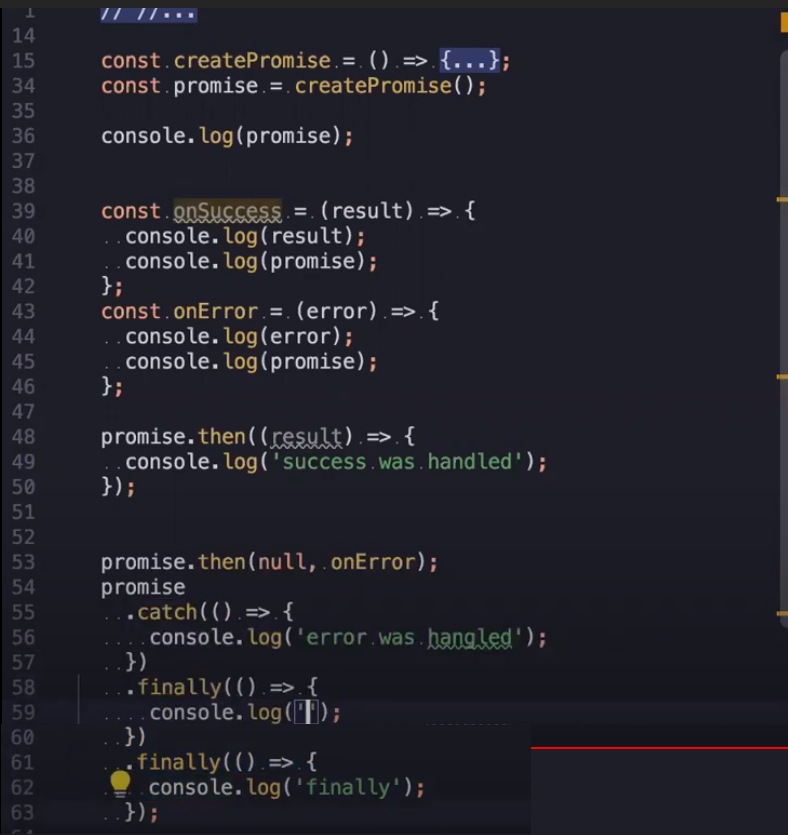 1 // //...
14
15 const createPromise = () => {...};
34 const promise = createPromise();
35
36 console.log(promise);
37
38
39 const onSuccess = (result) => {
40 console.log(result);
41 console.log(promise);
42 };
43 const onError = (error) => {
44 console.log(error);
45 console.log(promise);
46 };
47
48 promise.then((result) => {
49 console.log('success was handled');
50 });
51
52
53 promise.then(null, onError);
54 promise
55 .catch(() => {
56 console.log('error was hangled');
57 })
58 .finally(() => {
59 console.log('');
60 })
61 .finally(() => {
62 console.log('finally');
63 });